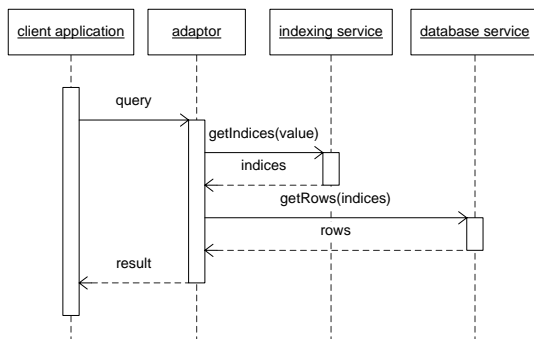 client application
adaptor
indexing service
database service
query
getIndices(value)
indices
getRows(indices)
rows
result